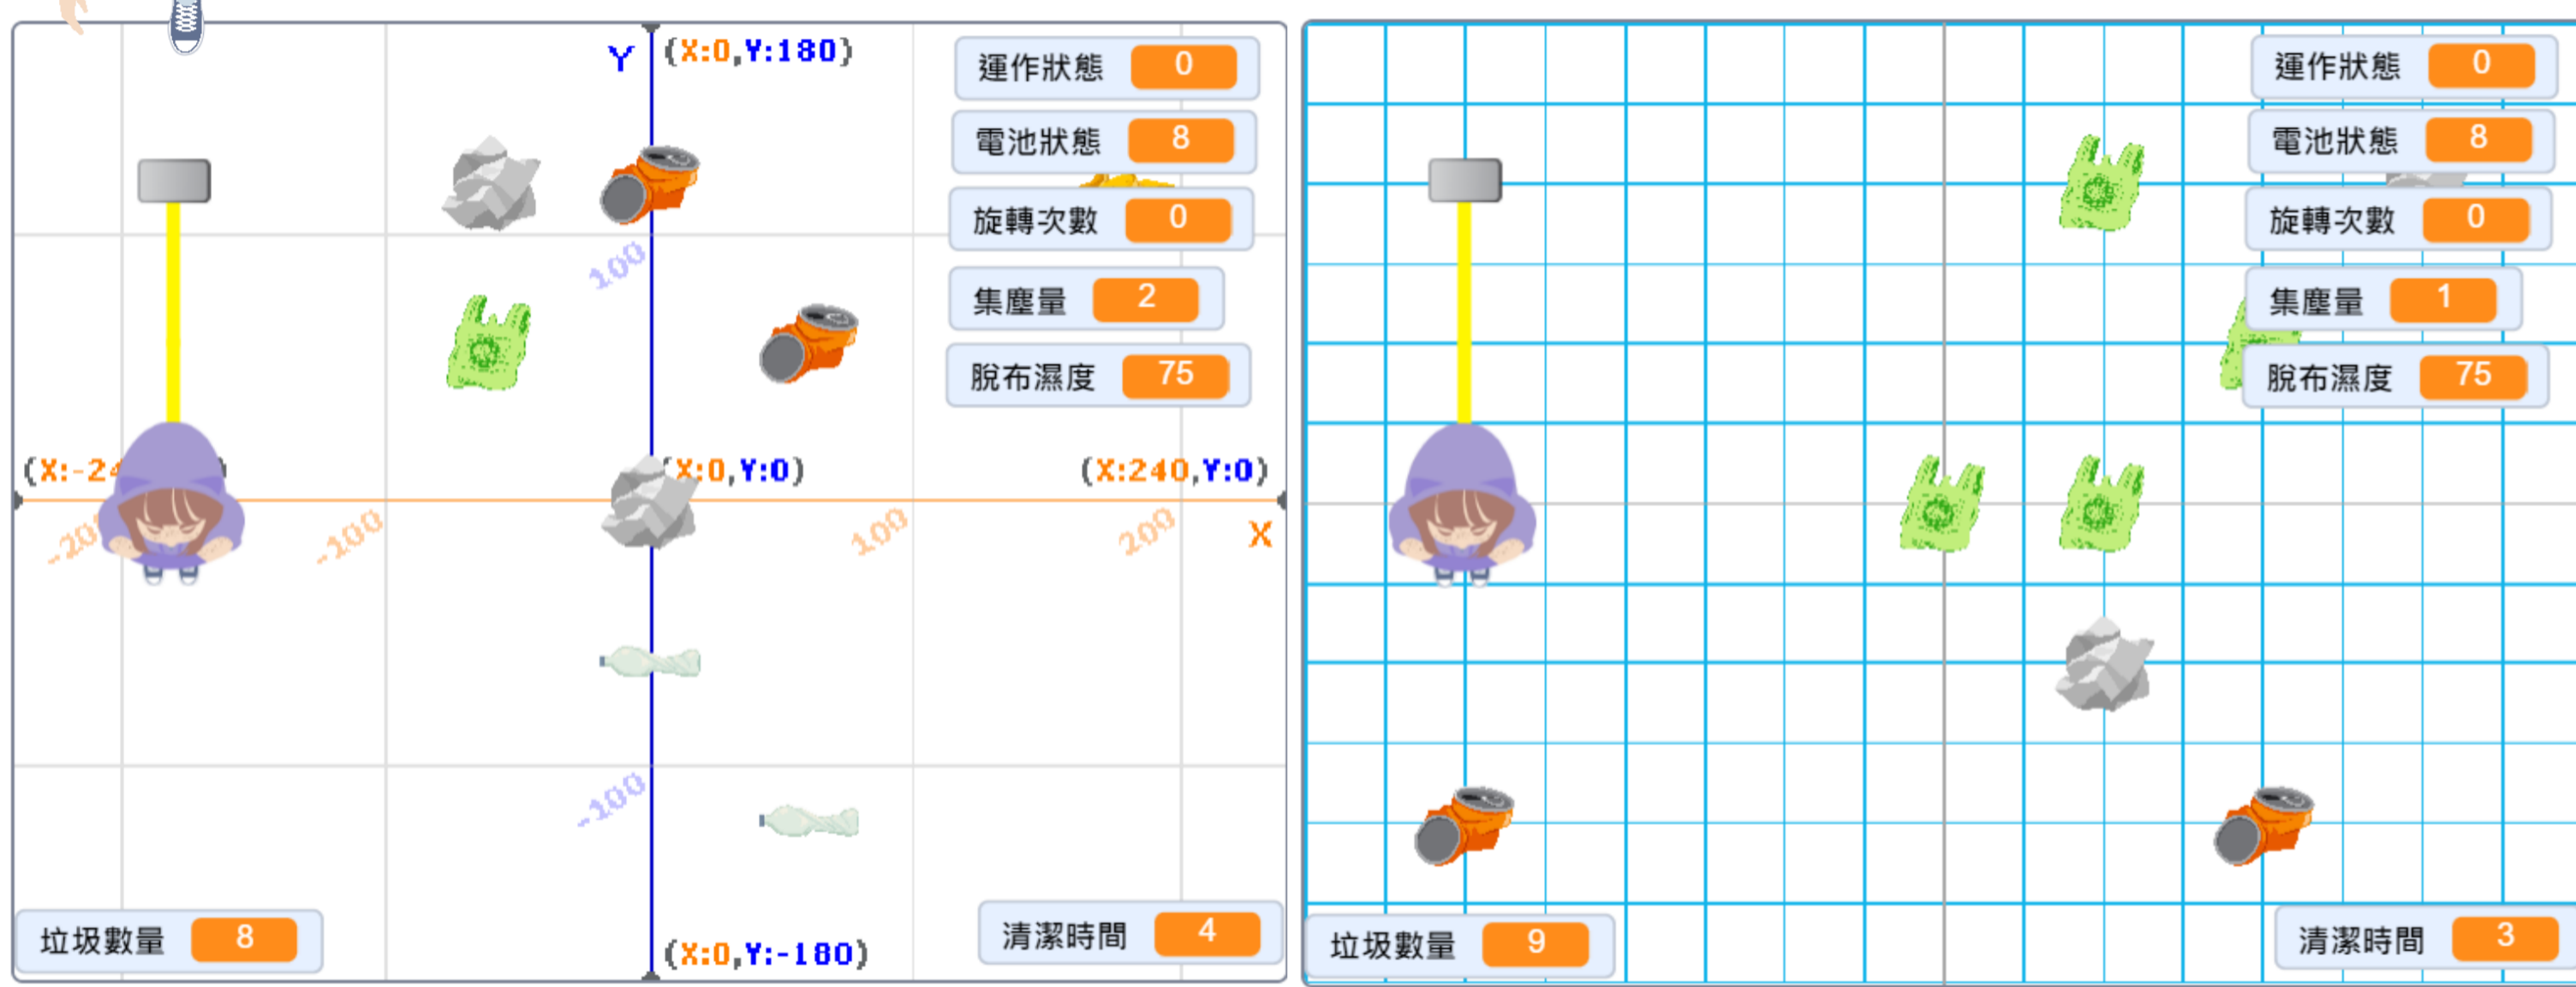 Y (X:0,Y:180)
運作狀態 0
電池狀態 8
旋轉次數 0
100
集塵量 2
脫布濕度 75
(X:-24
(X:0,Y:0)
(X:240,Y:0)
-200
-100
100
200
X
-100
垃圾數量 8
(X:0,Y:-180)
清潔時間 4
運作狀態 0
電池狀態 8
旋轉次數 0
集塵量 1
脫布濕度 75
垃圾數量 9
清潔時間 3